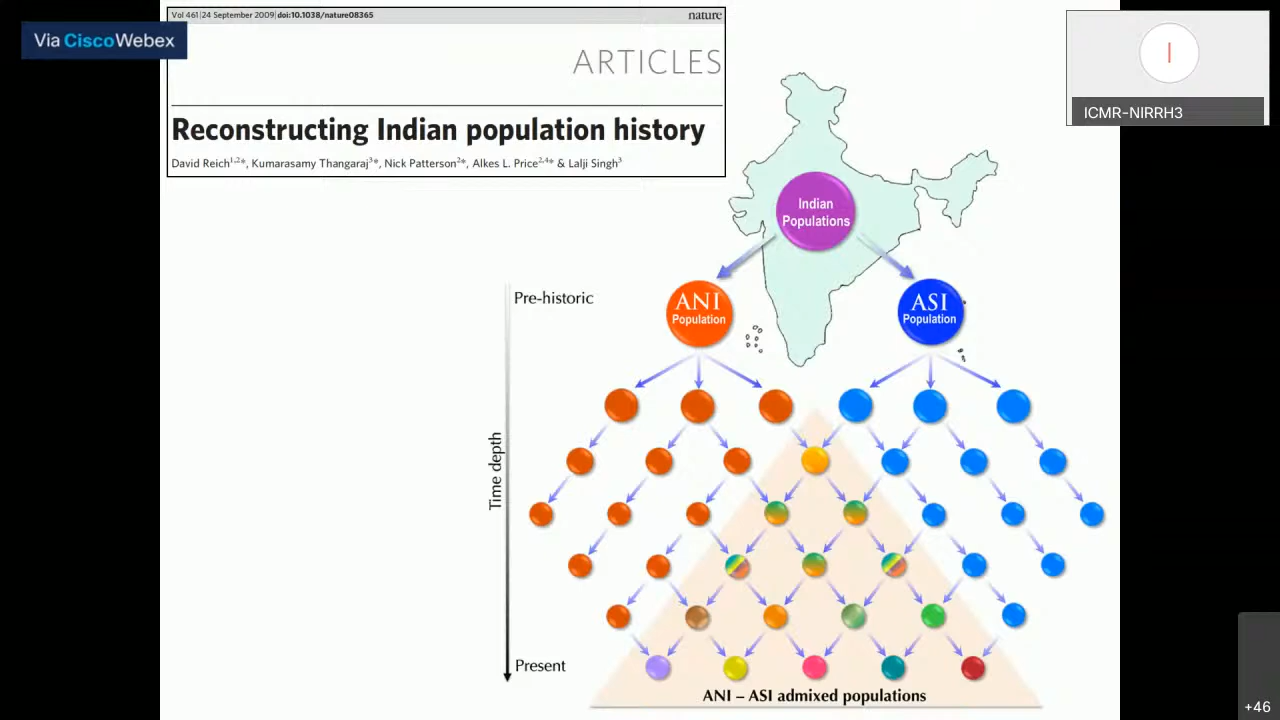 Vol 461|24 September 2009|doi:10.1038/nature08365
nature
Via Cisco Webex
ARTICLES
Reconstructing Indian population history
David Reich1,2*, Kumarasamy Thangaraj3*, Nick Patterson2*, Alkes L. Price2,4* & Lalji Singh3
ICMR-NIRRH3
Indian
Populations
Pre-historic
ANI
Population
ASI
Population
Time depth
Present
ANI – ASI admixed populations
+46